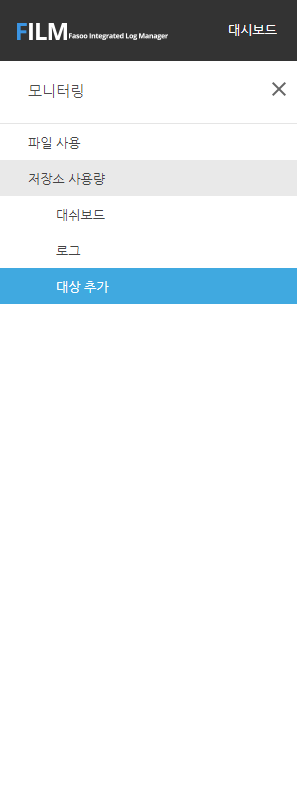 FILM Fasoo Integrated Log Manager 대시보드
모니터링
파일 사용
저장소 사용량
대쉬보드
로그
대상 추가